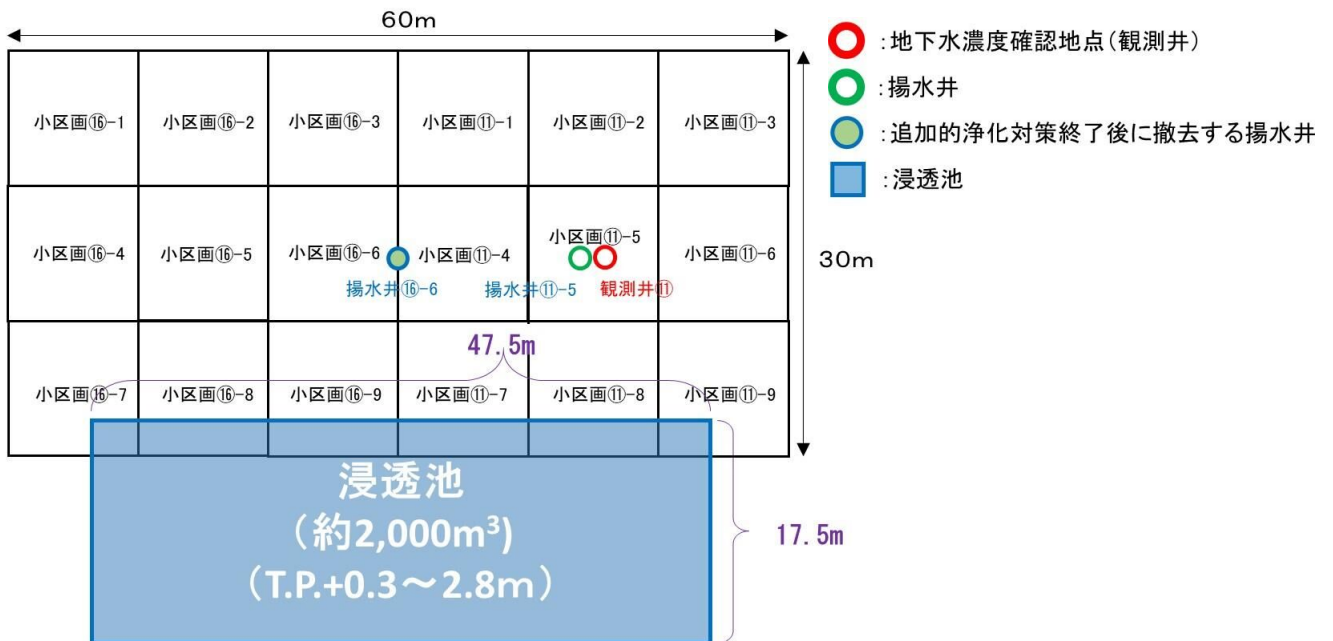 60m
小区画⑯-1
小区画⑯-2
小区画⑯-3
小区画⑪-1
小区画⑪-2
小区画⑪-3
小区画⑯-4
小区画⑯-5
小区画⑯-6
小区画⑪-4
小区画⑪-5
小区画⑪-6
揚水井⑯-6
揚水井⑪-5
観測井⑪
30m
47.5m
小区画⑯-7
小区画⑯-8
小区画⑯-9
小区画⑪-7
小区画⑪-8
小区画⑪-9
浸透池
(約2,000m³)
(T.P.+0.3～2.8m)
17.5m
:地下水濃度確認地点(観測井)
:揚水井
:追加的浄化対策終了後に撤去する揚水井
:浸透池